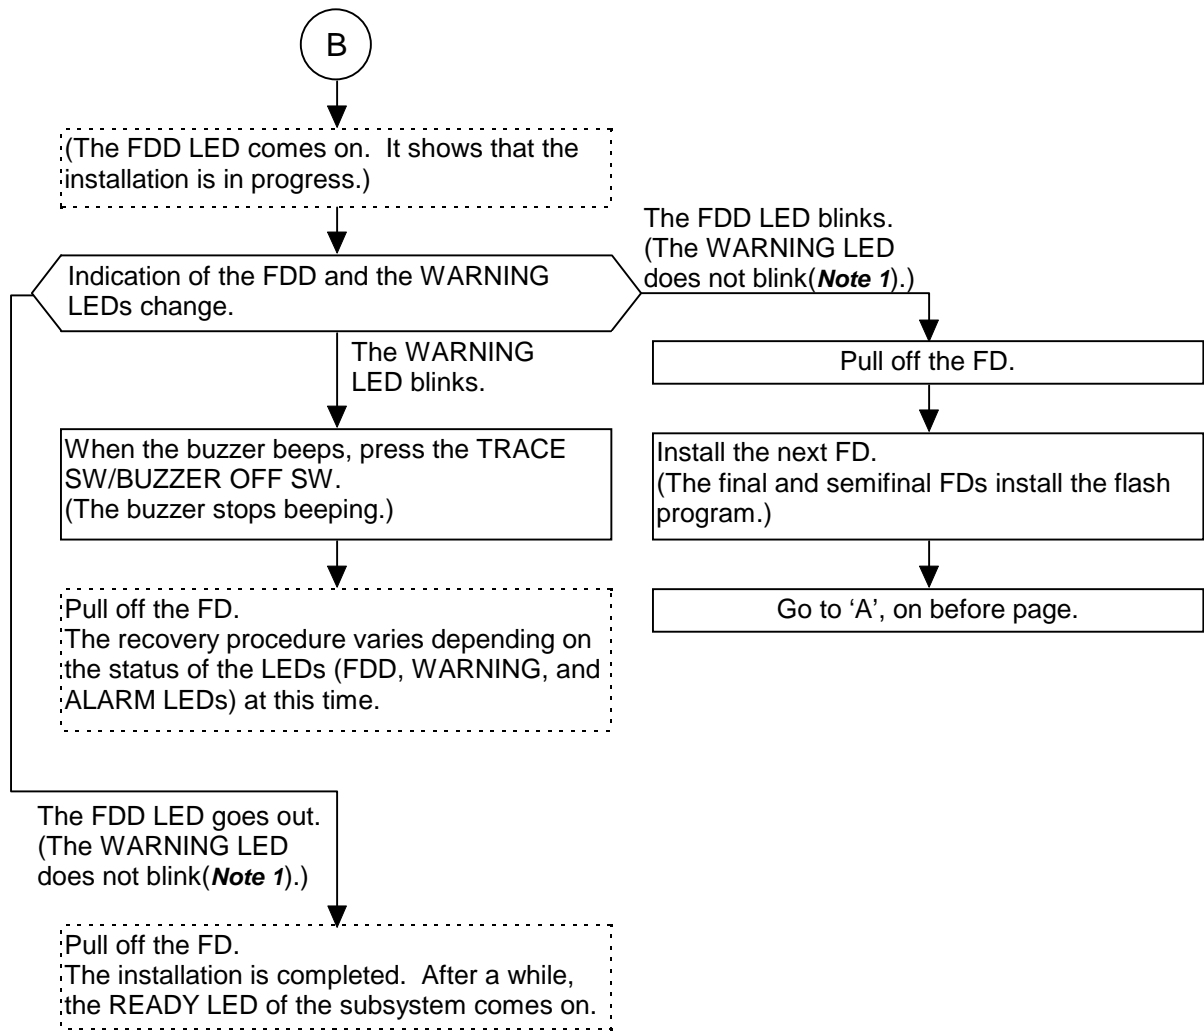 B
(The FDD LED comes on. It shows that the
installation is in progress.)
Indication of the FDD and the WARNING
LEDs change.
The FDD LED blinks.
(The WARNING LED
does not blink(Note 1).)
Pull off the FD.
Install the next FD.
(The final and semifinal FDs install the flash
program.)
Go to 'A', on before page.
The WARNING
LED blinks.
When the buzzer beeps, press the TRACE
SW/BUZZER OFF SW.
(The buzzer stops beeping.)
Pull off the FD.
The recovery procedure varies depending on
the status of the LEDs (FDD, WARNING, and
ALARM LEDs) at this time.
The FDD LED goes out.
(The WARNING LED
does not blink(Note 1).)
Pull off the FD.
The installation is completed. After a while,
the READY LED of the subsystem comes on.